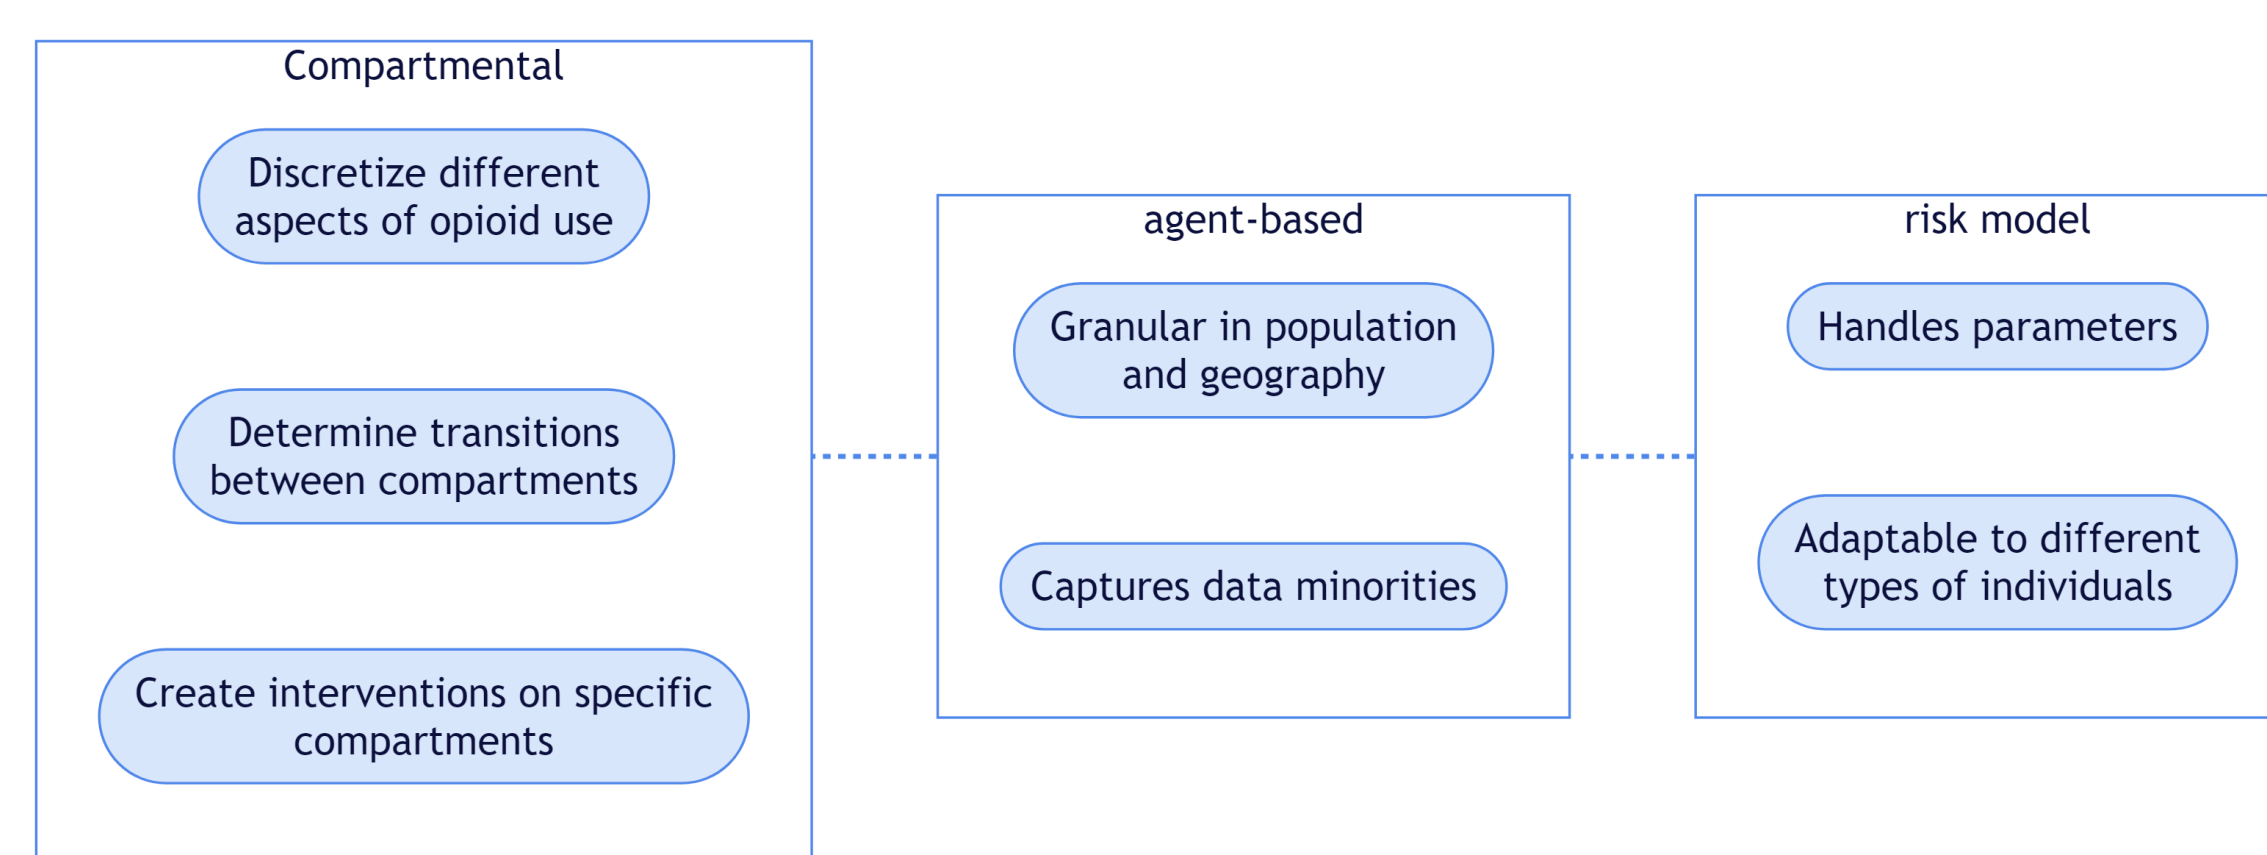 Compartmental
Discretize different
aspects of opioid use
Determine transitions
between compartments
Create interventions on specific
compartments
agent-based
Granular in population
and geography
Captures data minorities
risk model
Handles parameters
Adaptable to different
types of individuals